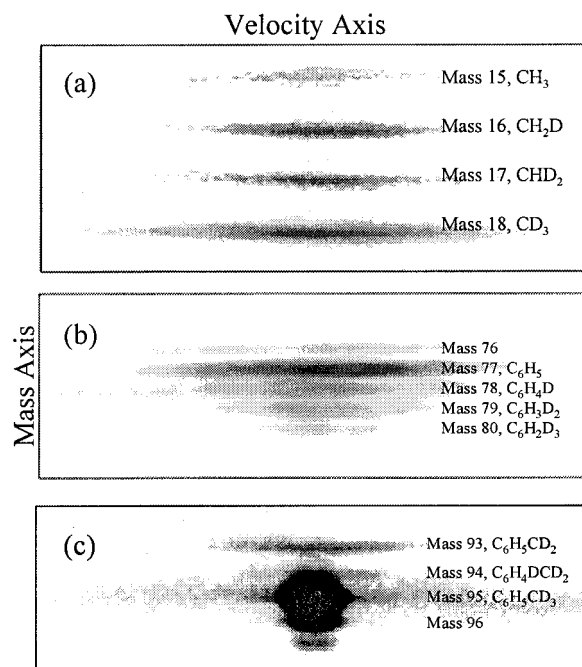 Velocity Axis
(a)
Mass 15, CH₃
Mass 16, CH₂D
Mass 17, CHD₂
Mass 18, CD₃
Mass Axis
(b)
Mass 76
Mass 77, C₆H₅
Mass 78, C₆H₄D
Mass 79, C₆H₃D₂
Mass 80, C₆H₂D₃
(c)
Mass 93, C₆H₅CD₂
Mass 94, C₆H₄DCD₂
Mass 95, C₆H₅CD₃
Mass 96